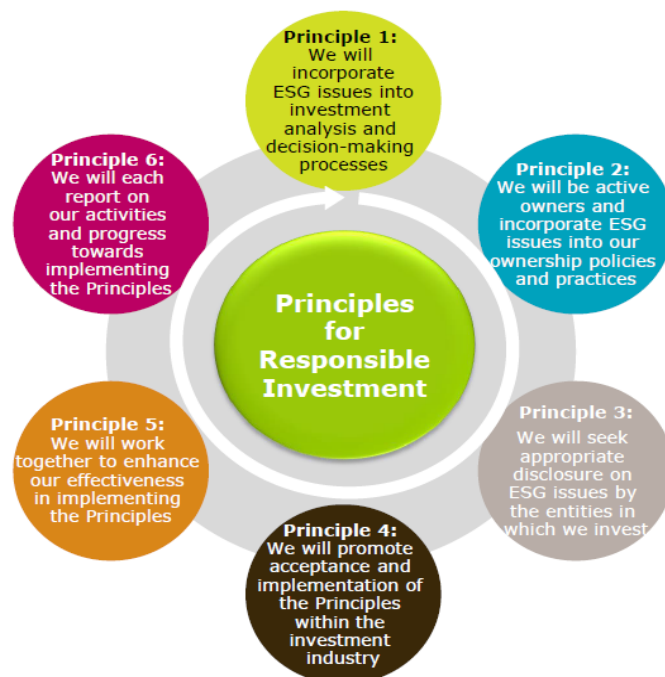 Principle 1:
We will
incorporate
ESG issues into
investment
analysis and
decision-making
processes
Principle 2:
We will be active
owners and
incorporate ESG
issues into our
ownership policies
and practices
Principle 3:
We will seek
appropriate
disclosure on
ESG issues by
the entities in
which we invest
Principle 4:
We will promote
acceptance and
implementation of
the Principles
within the
investment
industry
Principle 5:
We will work
together to enhance
our effectiveness
in implementing
the Principles
Principle 6:
We will each
report on
our activities
and progress
towards
implementing
the Principles
Principles
for
Responsible
Investment